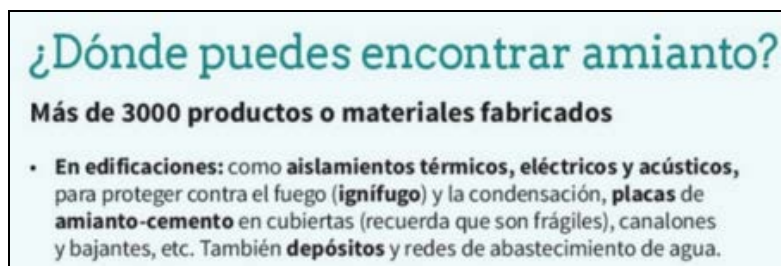 ¿Dónde puedes encontrar amianto?
Más de 3000 productos o materiales fabricados
• En edificaciones: como aislamientos térmicos, eléctricos y acústicos,
para proteger contra el fuego (ignífugo) y la condensación, placas de
amianto-cemento en cubiertas (recuerda que son frágiles), canalones
y bajantes, etc. También depósitos y redes de abastecimiento de agua.